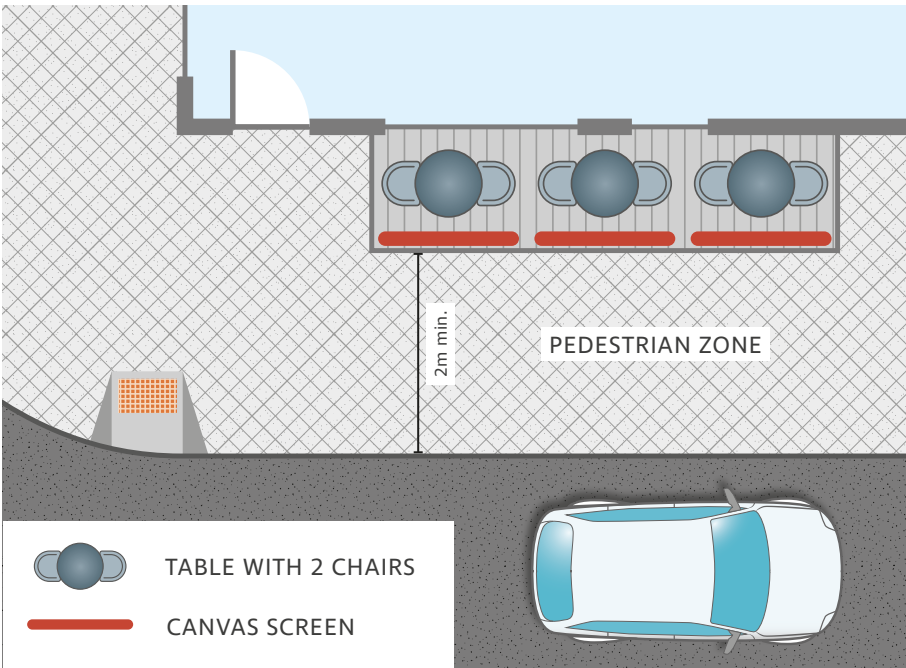 2m min.
PEDESTRIAN ZONE
TABLE WITH 2 CHAIRS
CANVAS SCREEN